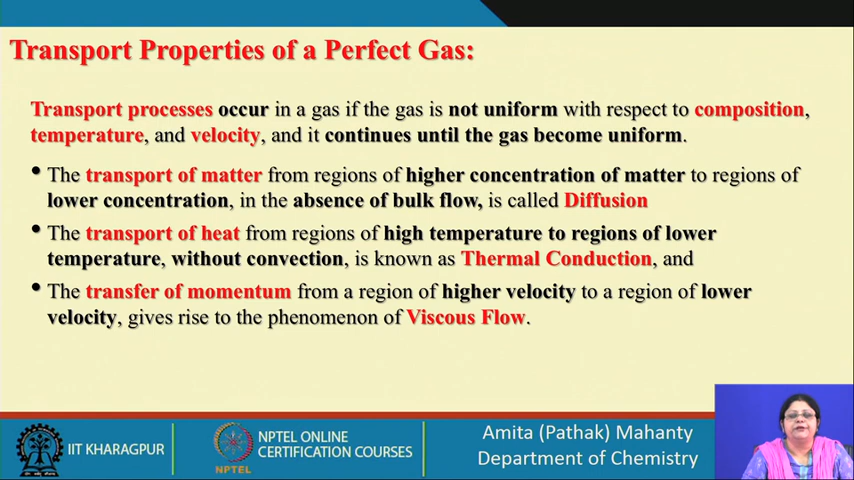 Transport Properties of a Perfect Gas:
Transport processes occur in a gas if the gas is not uniform with respect to composition,
temperature, and velocity, and it continues until the gas become uniform.
• The transport of matter from regions of higher concentration of matter to regions of
lower concentration, in the absence of bulk flow, is called Diffusion
• The transport of heat from regions of high temperature to regions of lower
temperature, without convection, is known as Thermal Conduction, and
• The transfer of momentum from a region of higher velocity to a region of lower
velocity, gives rise to the phenomenon of Viscous Flow.
IIT KHARAGPUR
NPTEL
NPTEL ONLINE
CERTIFICATION COURSES
Amita (Pathak) Mahanty
Department of Chemistry